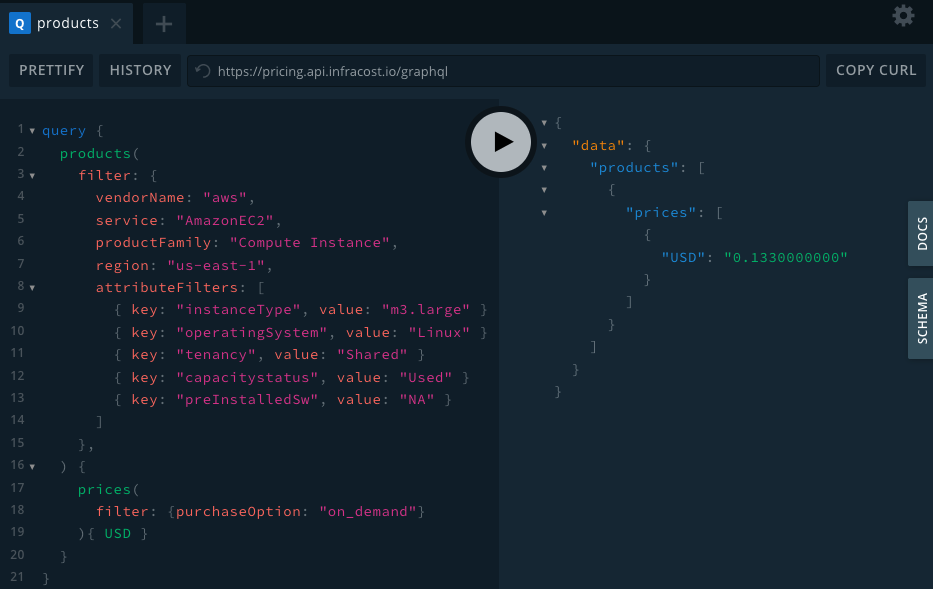 Q products ×
PRETTIFY HISTORY https://pricing.api.infracost.io/graphql COPY CURL
1 query {
2 products(
3 filter: {
4 vendorName: "aws",
5 service: "AmazonEC2",
6 productFamily: "Compute Instance",
7 region: "us-east-1",
8 attributeFilters: [
9 { key: "instanceType", value: "m3.large" }
10 { key: "operatingSystem", value: "Linux" }
11 { key: "tenancy", value: "Shared" }
12 { key: "capacitystatus", value: "Used" }
13 { key: "preInstalledSw", value: "NA" }
14 ]
15 },
16 ) {
17 prices(
18 filter: {purchaseOption: "on_demand"}
19 ){ USD }
20 }
21 }
{
"data": {
"products": [
{
"prices": [
{
"USD": "0.1330000000"
}
]
}
]
}
}
DOCS
SCHEMA